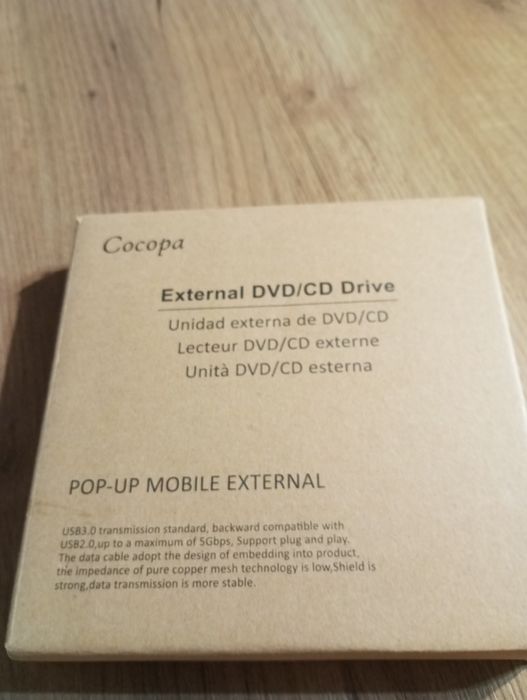 Cocopa
External DVD/CD Drive
Unidad externa de DVD/CD
Lecteur DVD/CD externe
Unità DVD/CD esterna
POP-UP MOBILE EXTERNAL
USB3.0 transmission standard, backward compatible with
USB2.0,up to a maximum of 5Gbps, Support plug and play.
The data cable adopt the design of embedding into product,
the impedance of pure copper mesh technology is low,Shield is
strong,data transmission is more stable.